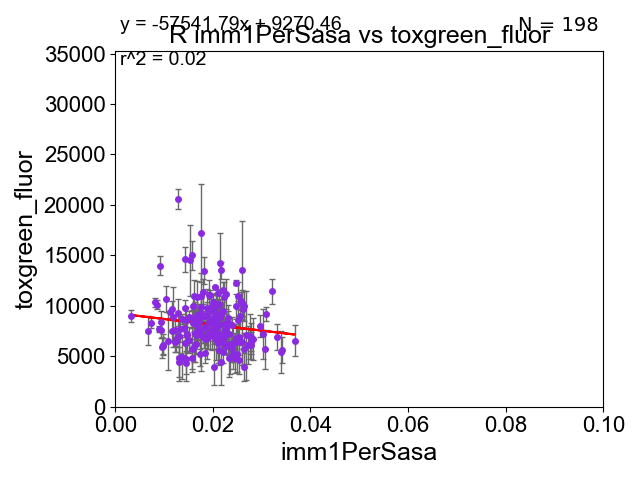 y = -57541.79x + 9270.46
N = 198
R imm1PerSasa vs toxgreen_fluor
r^2 = 0.02
35000
30000
25000
20000
15000
10000
5000
0
toxgreen_fluor
0.00 0.02 0.04 0.06 0.08 0.10
imm1PerSasa